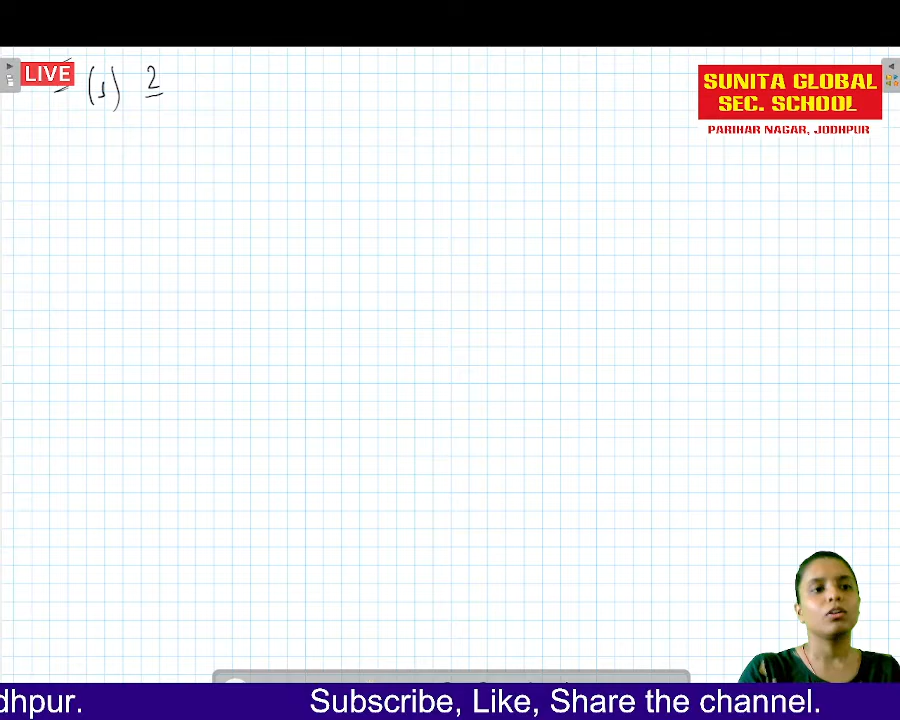 LIVE (1) 2
SUNITA GLOBAL
SEC. SCHOOL
PARIHAR NAGAR, JODHPUR
dhpur. Subscribe, Like, Share the channel.